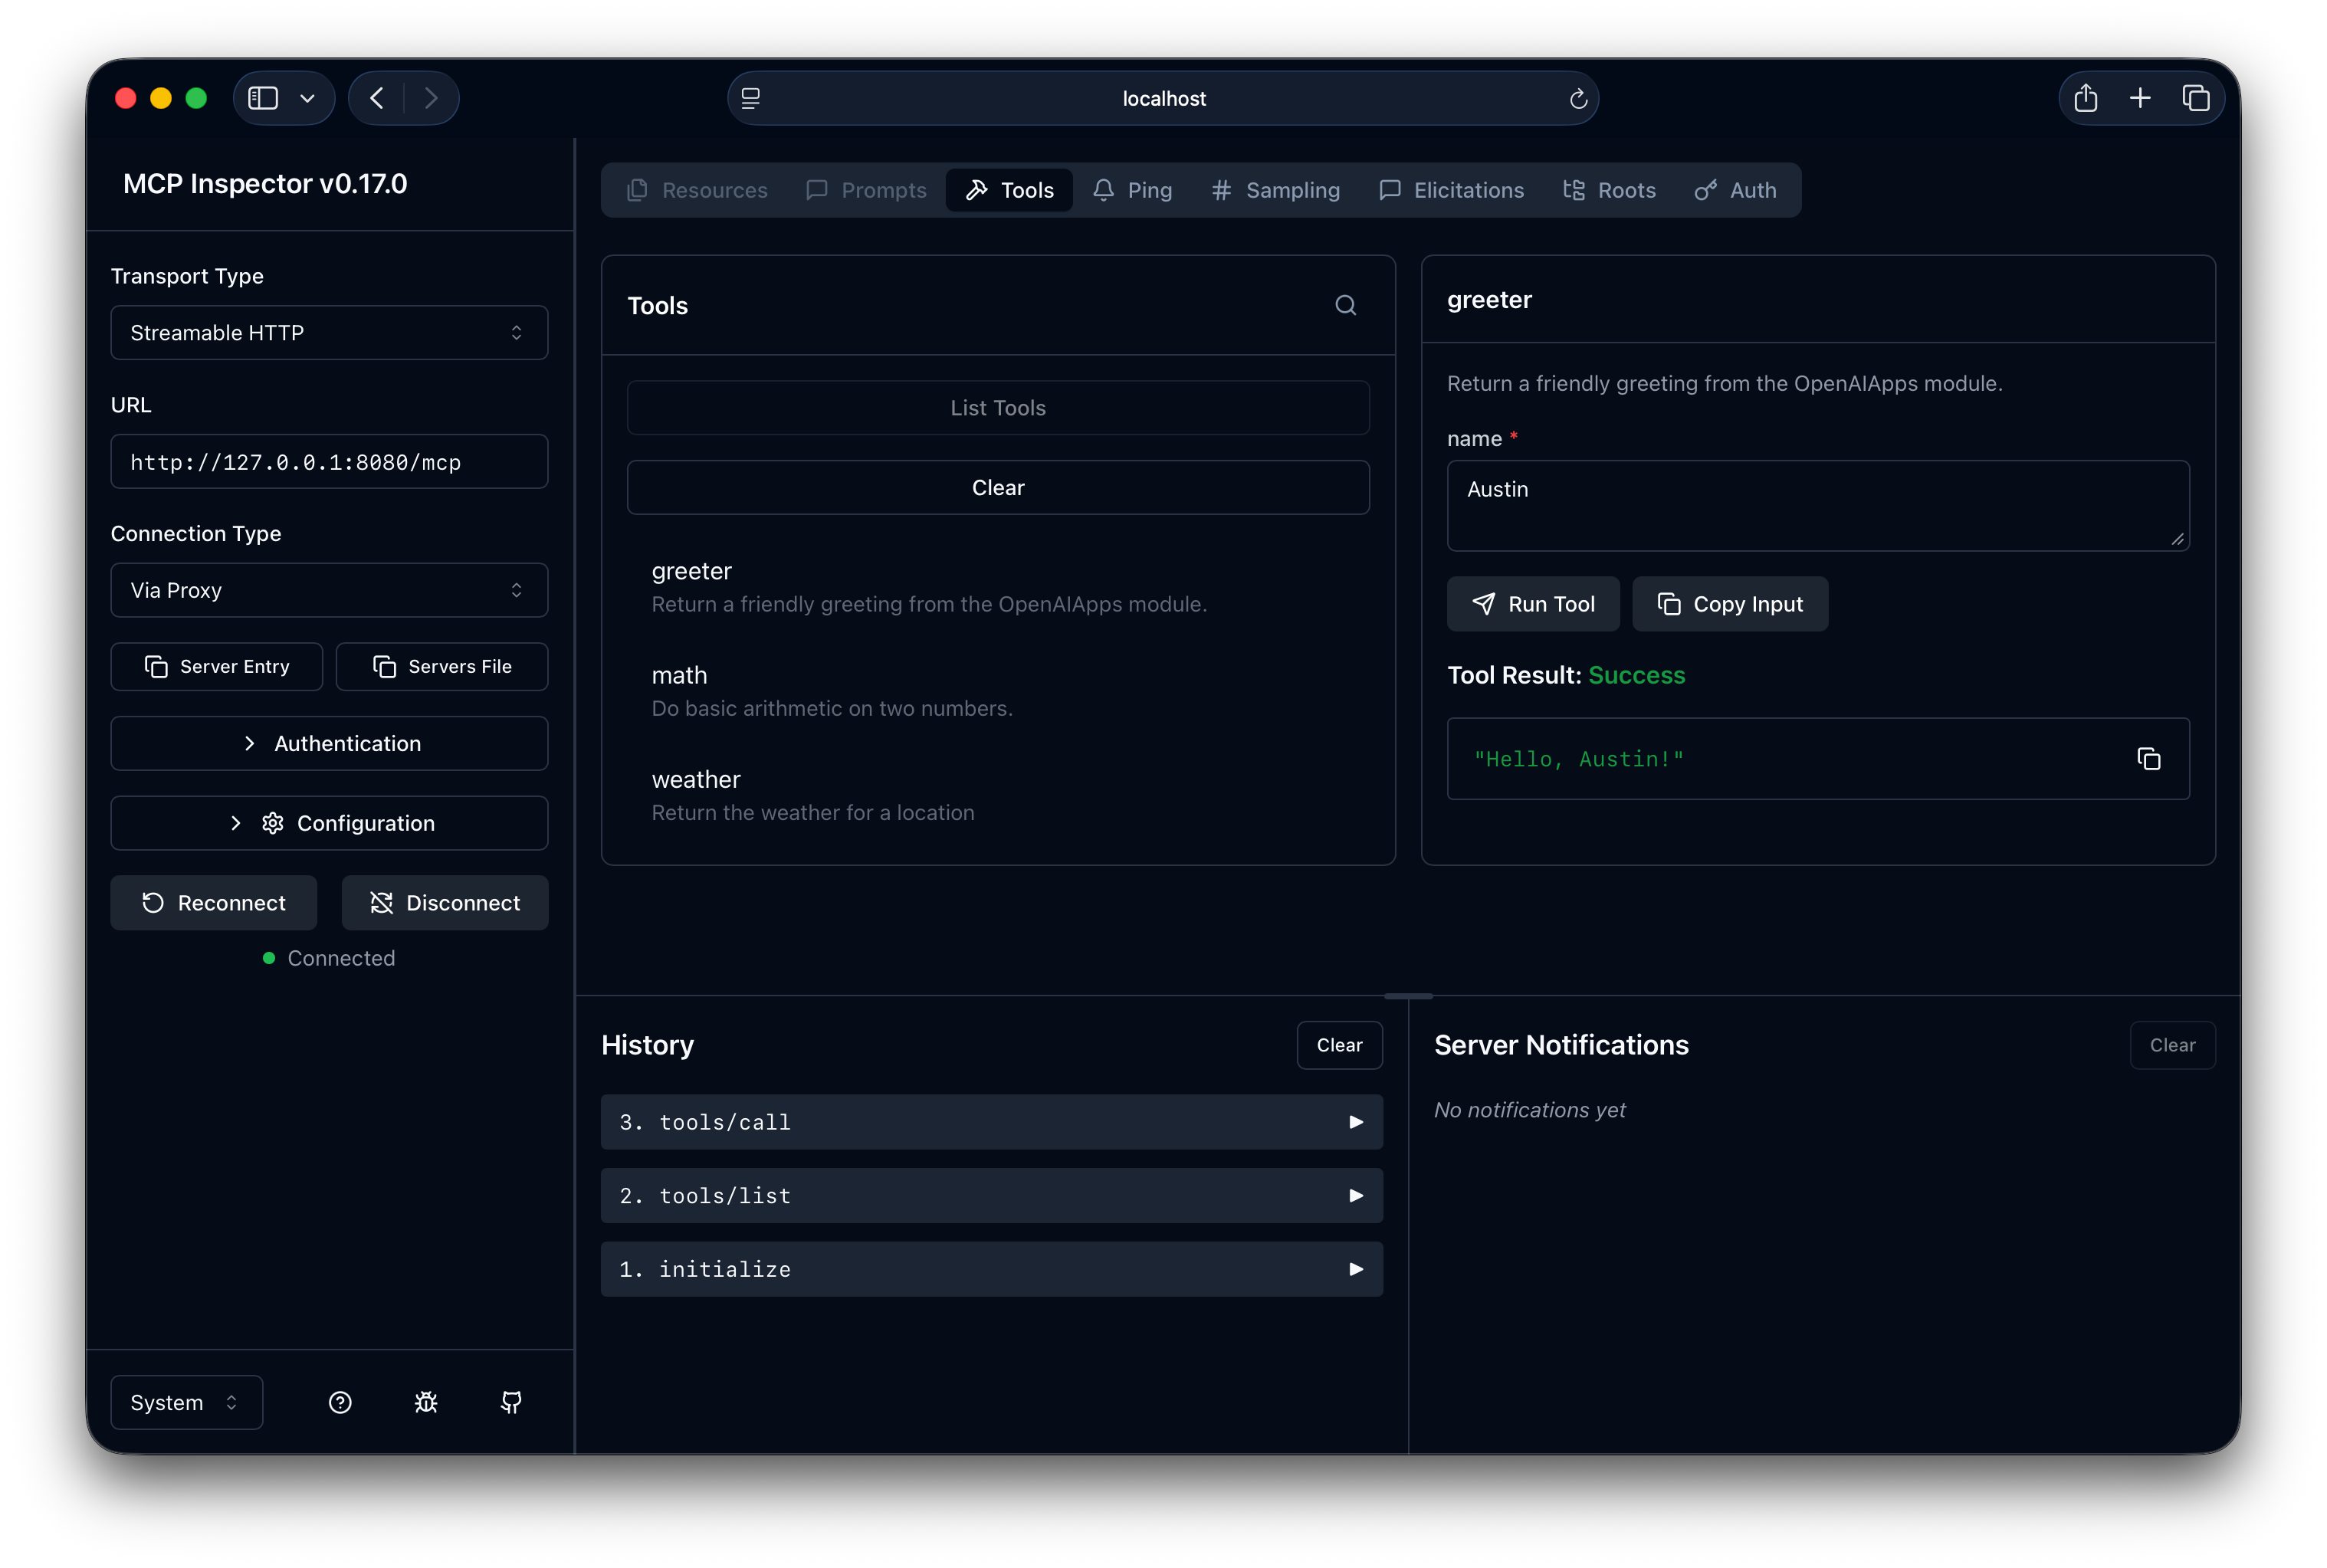 localhost
MCP Inspector v0.17.0
Transport Type
Streamable HTTP
URL
http://127.0.0.1:8080/mcp
Connection Type
Via Proxy
Server Entry
Servers File
Authentication
Configuration
Reconnect
Disconnect
Connected
System
Resources
Prompts
Tools
Ping
Sampling
Elicitations
Roots
Auth
Tools
List Tools
Clear
greeter
Return a friendly greeting from the OpenAIApps module.
math
Do basic arithmetic on two numbers.
weather
Return the weather for a location
greeter
Return a friendly greeting from the OpenAIApps module.
name *
Austin
Run Tool
Copy Input
Tool Result: Success
"Hello, Austin!"
History
Clear
3. tools/call
2. tools/list
1. initialize
Server Notifications
Clear
No notifications yet